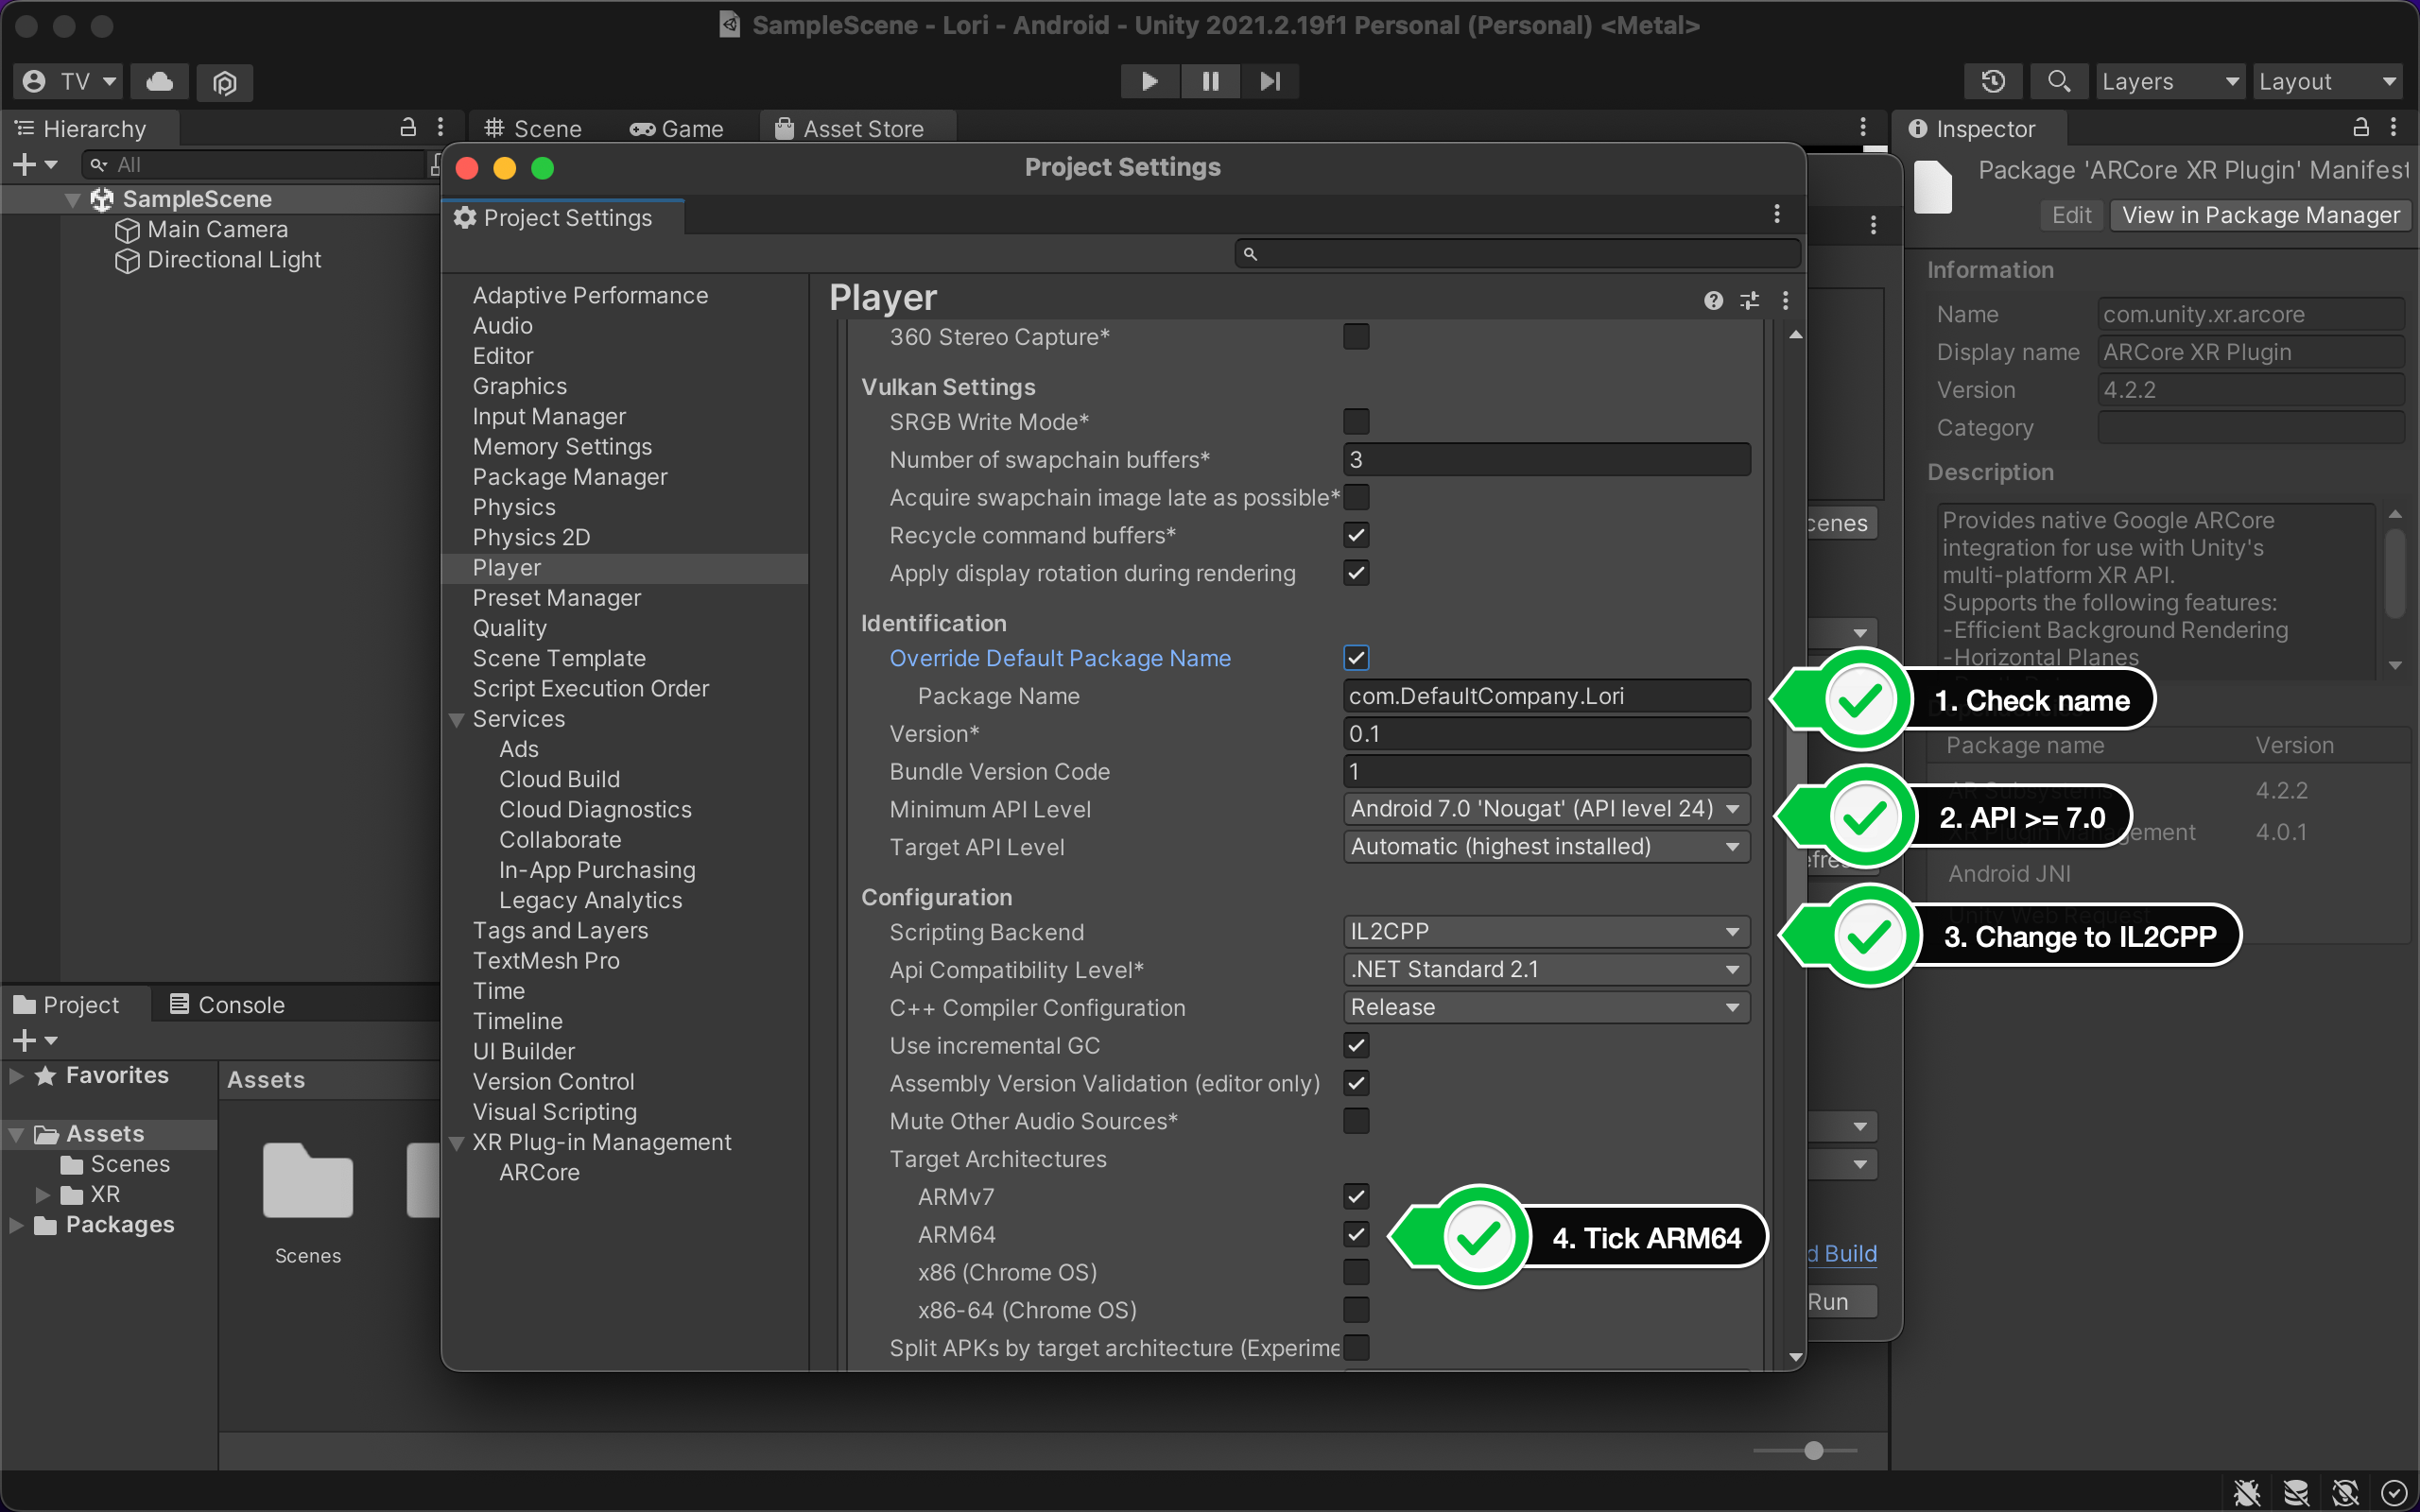 SampleScene - Lori - Android - Unity 2021.2.19f1 Personal (Personal) <Metal>
TV
Layers
Layout
Hierarchy
Scene
Game
Asset Store
Inspector
All
SampleScene
Main Camera
Directional Light
Project Settings
Project Settings
Adaptive Performance
Audio
Editor
Graphics
Input Manager
Memory Settings
Package Manager
Physics
Physics 2D
Player
Preset Manager
Quality
Scene Template
Script Execution Order
Services
Ads
Cloud Build
Cloud Diagnostics
Collaborate
In-App Purchasing
Legacy Analytics
Tags and Layers
TextMesh Pro
Time
Timeline
UI Builder
Version Control
Visual Scripting
XR Plug-in Management
ARCore
Player
360 Stereo Capture*
Vulkan Settings
SRGB Write Mode*
Number of swapchain buffers* 3
Acquire swapchain image late as possible*
Recycle command buffers*
Apply display rotation during rendering
Identification
Override Default Package Name
Package Name com.DefaultCompany.Lori
Version* 0.1
Bundle Version Code 1
Minimum API Level Android 7.0 'Nougat' (API level 24)
Target API Level Automatic (highest installed)
Configuration
Scripting Backend IL2CPP
Api Compatibility Level* .NET Standard 2.1
C++ Compiler Configuration Release
Use incremental GC
Assembly Version Validation (editor only)
Mute Other Audio Sources*
Target Architectures
ARMv7
ARM64
x86 (Chrome OS)
x86-64 (Chrome OS)
Split APKs by target architecture (Experime
1. Check name
2. API >= 7.0
3. Change to IL2CPP
4. Tick ARM64
cenes
efre
d Build
Run
Package 'ARCore XR Plugin' Manifest
Edit
View in Package Manager
Information
Name com.unity.xr.arcore
Display name ARCore XR Plugin
Version 4.2.2
Category
Description
Provides native Google ARCore
integration for use with Unity's
multi-platform XR API.
Supports the following features:
-Efficient Background Rendering
-Horizontal Planes
Package name Version
AR Subsystems 4.2.2
XR Plugin Management 4.0.1
Android JNI
Unity Web Request
Project
Console
Favorites
Assets
Scenes
XR
Packages
Assets
Scenes